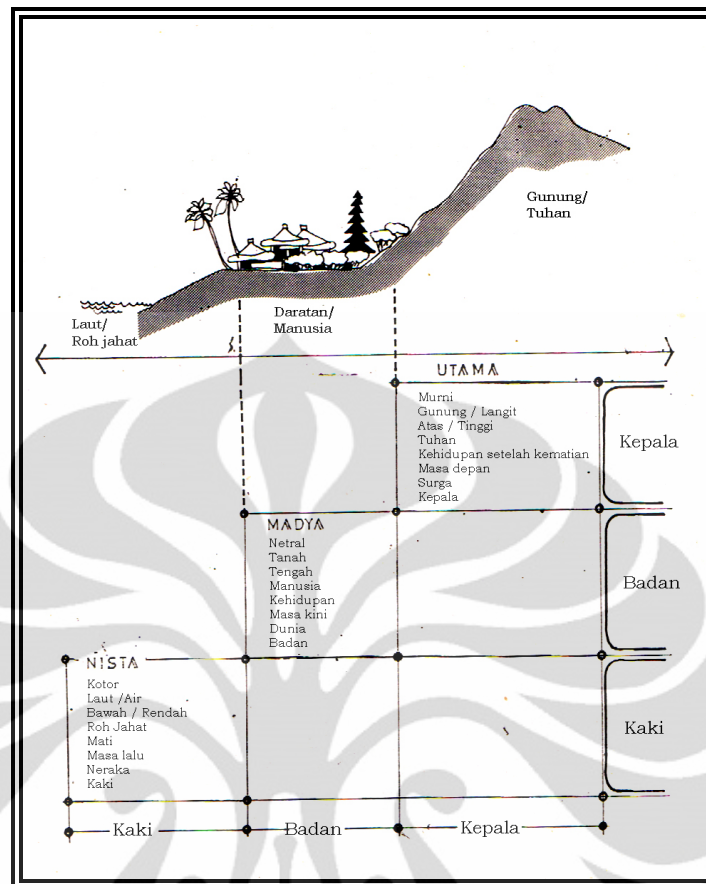 Gunung/
Tuhan
Daratan/
Manusia
Laut/
Roh jahat
UTAMA
Murni
Gunung / Langit
Atas / Tinggi
Tuhan
Kehidupan setelah kematian
Masa depan
Surga
Kepala
Kepala
MADYA
Netral
Tanah
Tengah
Manusia
Kehidupan
Masa kini
Dunia
Badan
Badan
NISTA
Kotor
Laut /Air
Bawah / Rendah
Roh Jahat
Mati
Masa lalu
Neraka
Kaki
Kaki
Kaki Badan Kepala